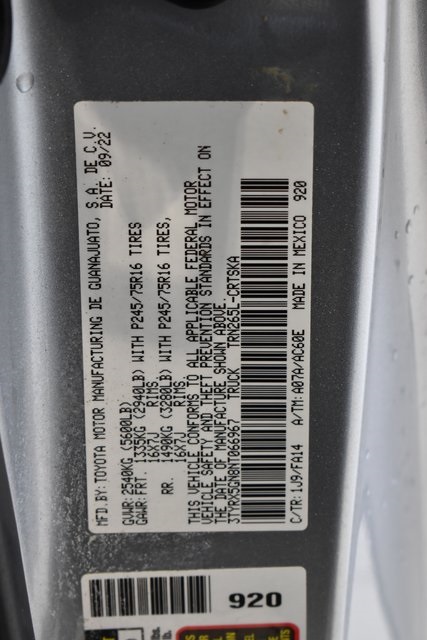 MFD. BY: TOYOTA MOTOR MANUFACTURING DE GUANAJUATO, S.A. DE C.V.
DATE: 09/22
GVWR: 2540KG (5600LB)
GAWR: FRT. 1335KG (2940LB) WITH P245/75R16 TIRES
16X7J RIMS.
RR. 1490KG (3280LB) WITH P245/75R16 TIRES,
16X7J RIMS.
THIS VEHICLE CONFORMS TO ALL APPLICABLE FEDERAL MOTOR
VEHICLE SAFETY AND THEFT PREVENTION STANDARDS IN EFFECT ON
THE DATE OF MANUFACTURE SHOWN ABOVE.
3TYRX5GN8NT066967 TRUCK TRN265L-CRTSKA
C/TR: 1J9/FA14 A/TM: A07A/AC60E MADE IN MEXICO 920
920